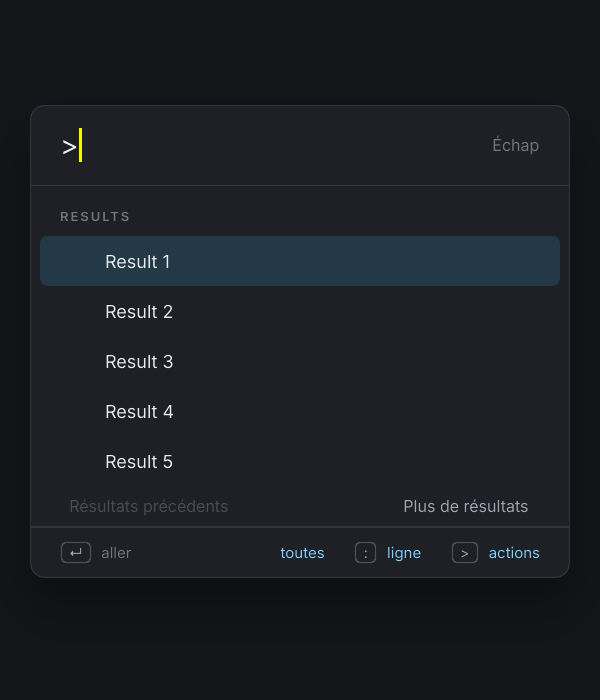 > Échap
RESULTS
Result 1
Result 2
Result 3
Result 4
Result 5
Résultats précédents Plus de résultats
↵ aller toutes : ligne > actions